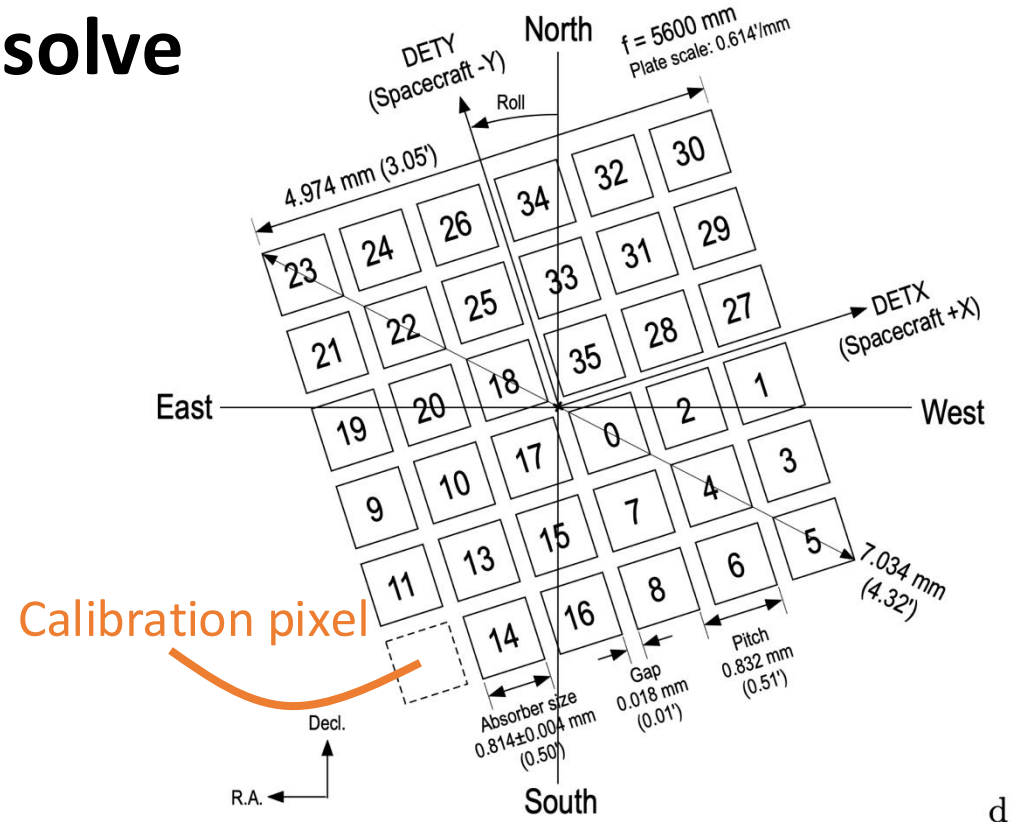 solve
North
DETY
(Spacecraft -Y)
Roll
f = 5600 mm
Plate scale: 0.614'/mm
4.974 mm (3.05')
23
24
26
34
32
30
21
22
25
33
31
29
19
20
18
35
28
27
DETX
(Spacecraft +X)
East
West
9
10
17
0
2
1
11
13
15
7
4
3
14
16
8
6
5
7.034 mm
(4.32')
Calibration pixel
Absorber size
0.814±0.004 mm
(0.50')
Gap
0.018 mm
(0.01')
Pitch
0.832 mm
(0.51')
Decl.
R.A.
South
d